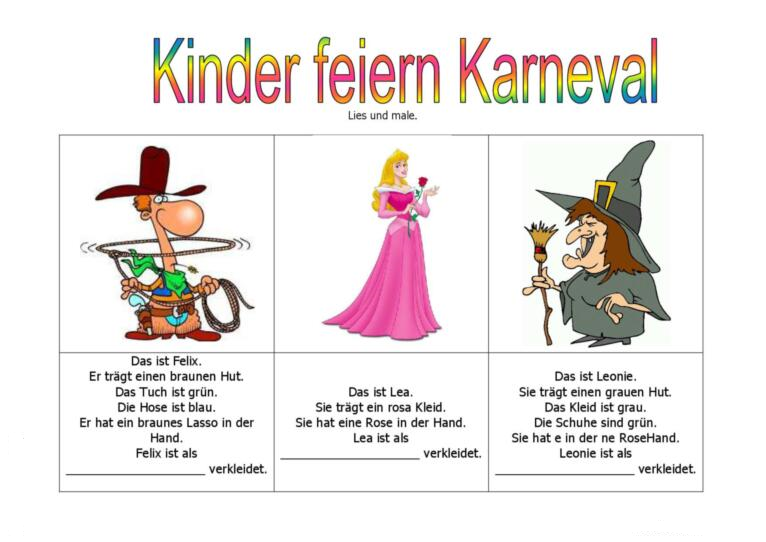 Kinder feiern Karneval
Lies und male.
Das ist Felix.
Er trägt einen braunen Hut.
Das Tuch ist grün.
Die Hose ist blau.
Er hat ein braunes Lasso in der
Hand.
Felix ist als
____________________ verkleidet.
Das ist Lea.
Sie trägt ein rosa Kleid.
Sie hat eine Rose in der Hand.
Lea ist als
____________________ verkleidet.
Das ist Leonie.
Sie trägt einen grauen Hut.
Das Kleid ist grau.
Die Schuhe sind grün.
Sie hat e in der ne RoseHand.
Leonie ist als
____________________ verkleidet.